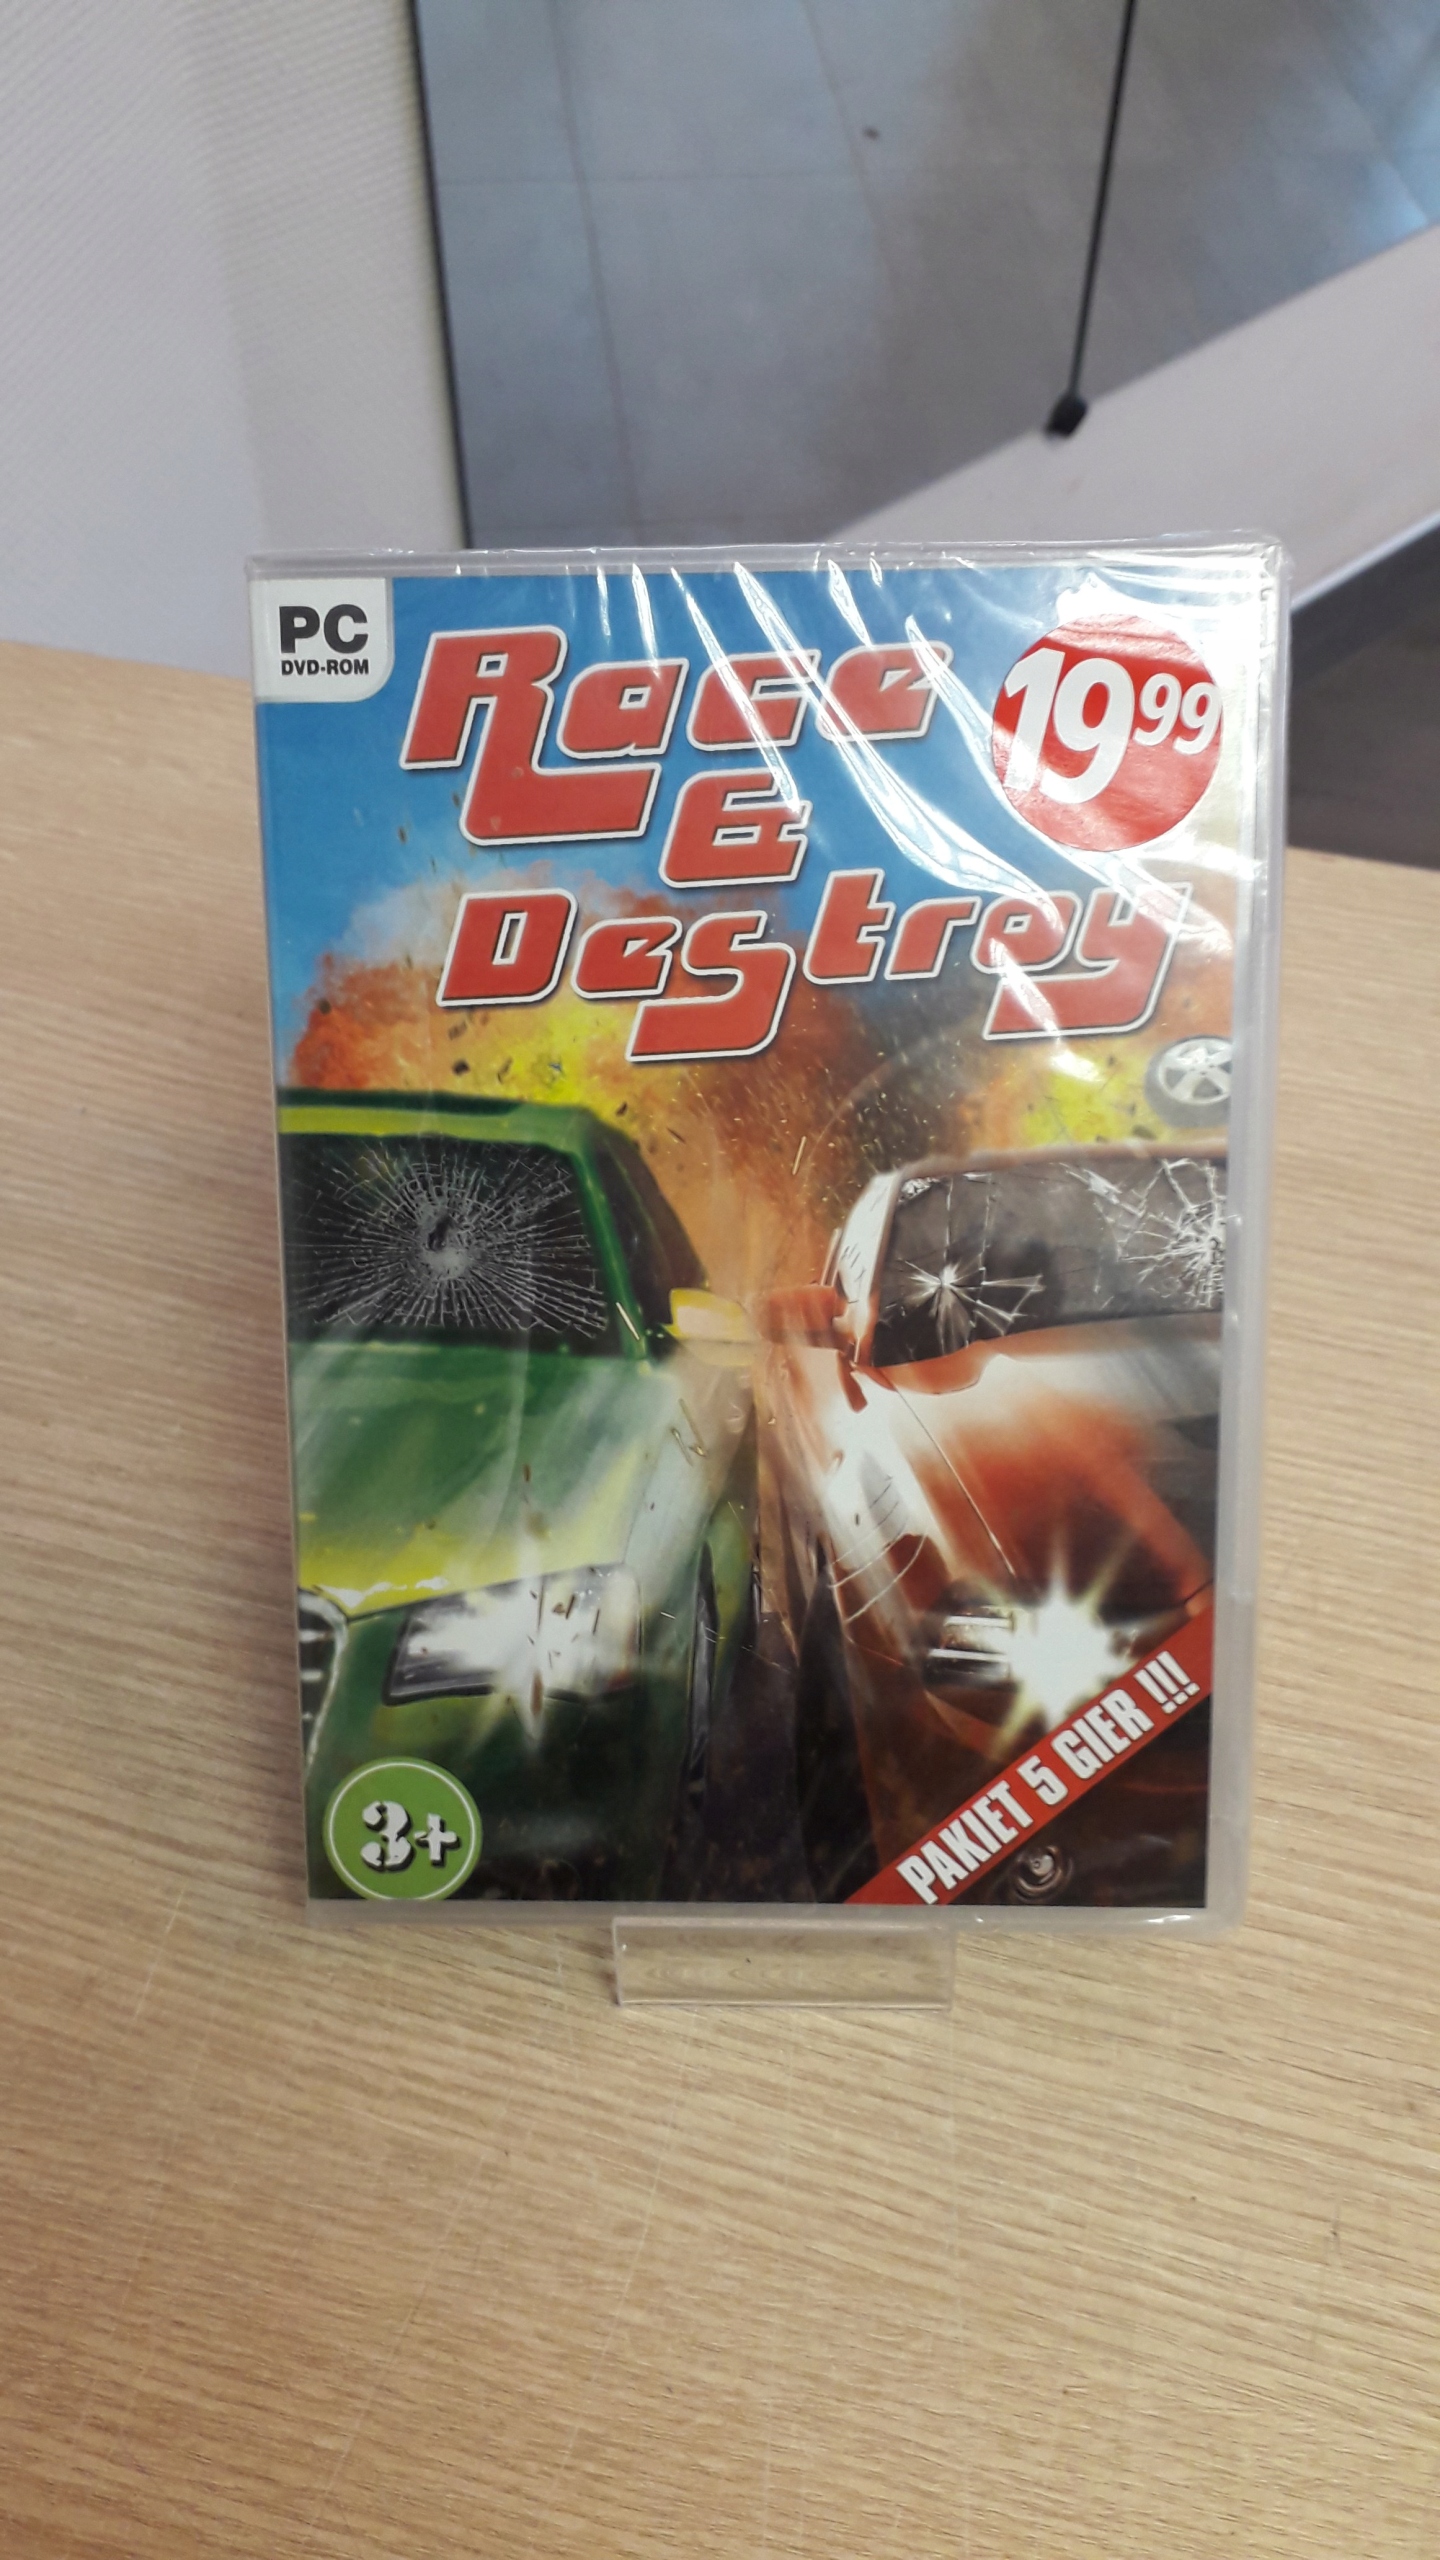 PC
DVD-ROM
Race
&
Destroy
19 99
3+
PAKIET 5 GIER !!!